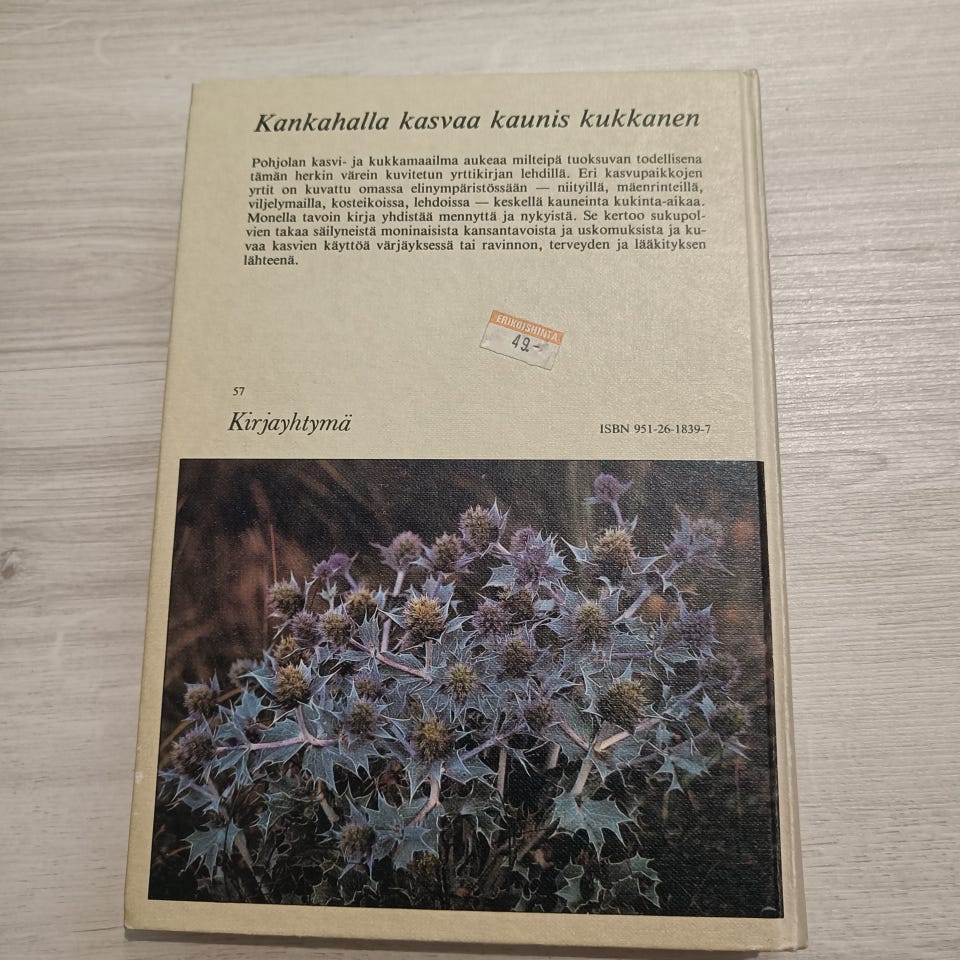 Kankahalla kasvaa kaunis kukkanen
Pohjolan kasvi- ja kukkamaailma aukeaa milteipä tuoksuvan todellisena
tämän herkin värein kuvitetun yrttikirjan lehdillä. Eri kasvupaikkojen
yrtit on kuvattu omassa elinympäristössään — niityillä, mäenrinteillä,
viljelymailla, kosteikoissa, lehdoissa — keskellä kauneinta kukinta-aikaa.
Monella tavoin kirja yhdistää mennyttä ja nykyistä. Se kertoo sukupol-
vien takaa säilyneistä moninaisista kansantavoista ja uskomuksista ja ku-
vaa kasvien käyttöä värjäyksessä tai ravinnon, terveyden ja lääkityksen
lähteenä.
ERIKOISHINTA
49.-
57
Kirjayhtymä
ISBN 951-26-1839-7